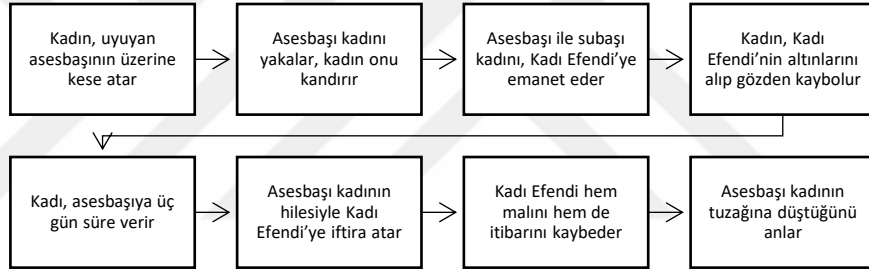 Kadın, uyuyan
asesbaşının üzerine
kese atar
Asesbaşı kadını
yakalar, kadın onu
kandırır
Asesbaşı ile subaşı
kadını, Kadı Efendi’ye
emanet eder
Kadın, Kadı
Efendi’nin altınlarını
alıp gözden kaybolur
Kadı, asesbaşıya üç
gün süre verir
Asesbaşı kadının
hilesiyle Kadı
Efendi’ye iftira atar
Kadı Efendi hem
malını hem de
itibarını kaybeder
Asesbaşı kadının
tuzağına düştüğünü
anlar